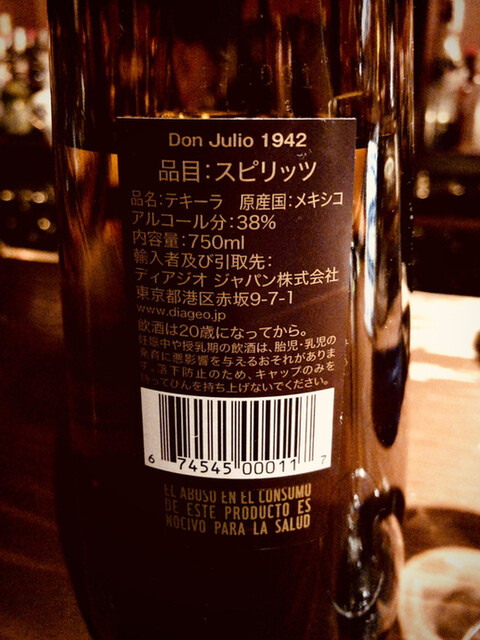 Don Julio 1942
品目：スピリッツ
品名：テキーラ　原産国：メキシコ
アルコール分：38%
内容量：750ml
輸入者及び引取先：
ディアジオ ジャパン株式会社
東京都港区赤坂9-7-1
www.diageo.jp
飲酒は20歳になってから。
妊娠中や授乳期の飲酒は、胎児・乳児の
発育に悪影響を与えるおそれがありま
す。落下防止のため、キャップのみを
持ってびんを持ち上げないでください。
6 74545 00011 7
EL ABUSO EN EL CONSUMO
DE ESTE PRODUCTO ES
NOCIVO PARA LA SALUD